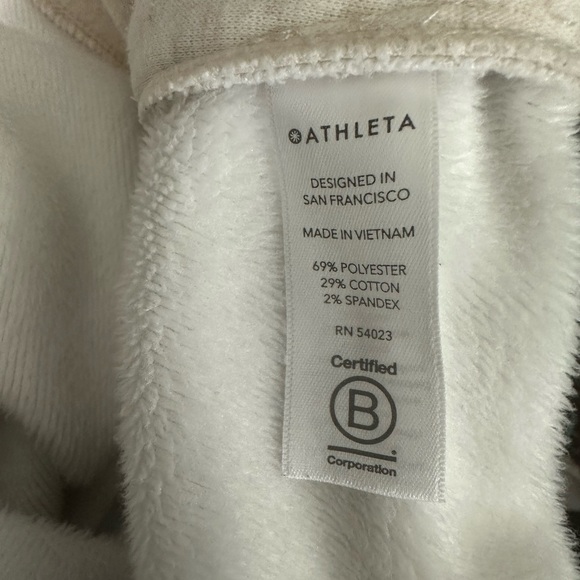 ATHLETA
DESIGNED IN
SAN FRANCISCO
MADE IN VIETNAM
69% POLYESTER
29% COTTON
2% SPANDEX
RN 54023
Certified
B
Corporation